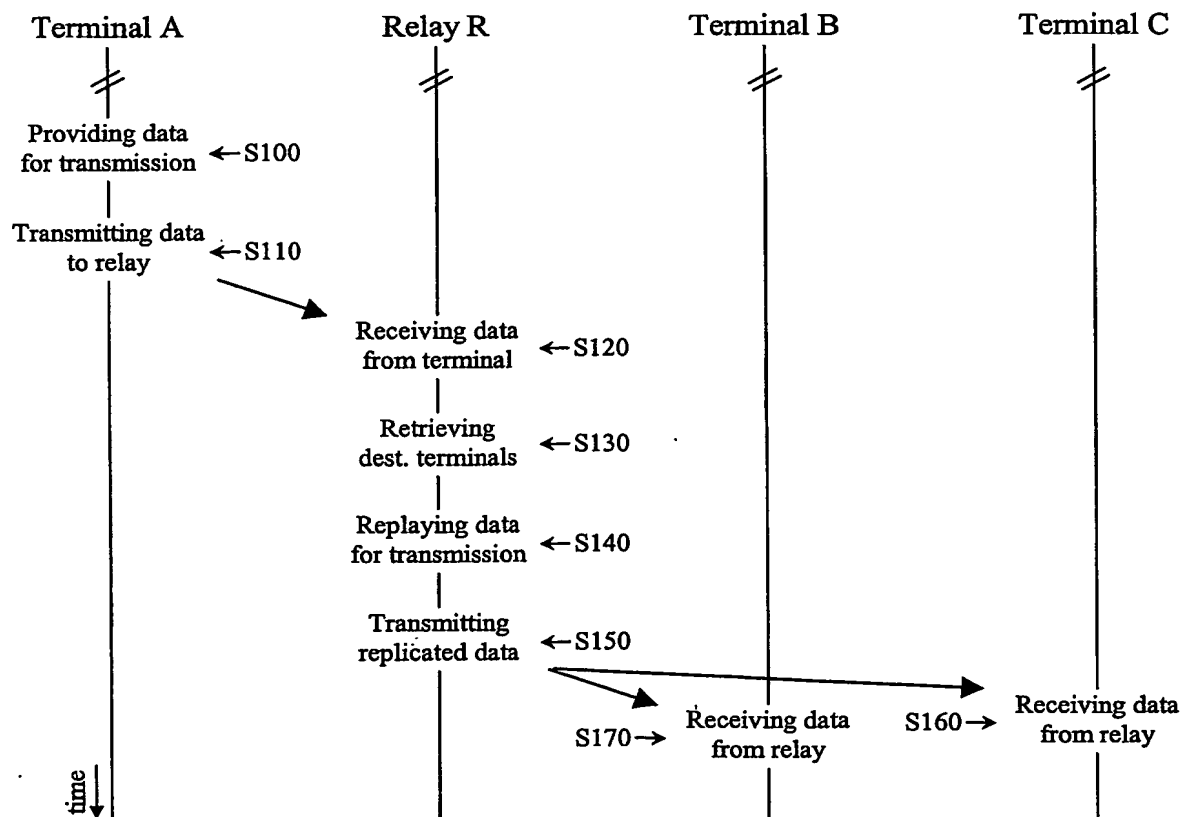 Terminal A
Relay R
Terminal B
Terminal C
Providing data
for transmission
←S100
Transmitting data
to relay
←S110
Receiving data
from terminal
←S120
Retrieving
dest. terminals
←S130
Replaying data
for transmission
←S140
Transmitting
replicated data
←S150
S170→
Receiving data
from relay
S160→
Receiving data
from relay
time